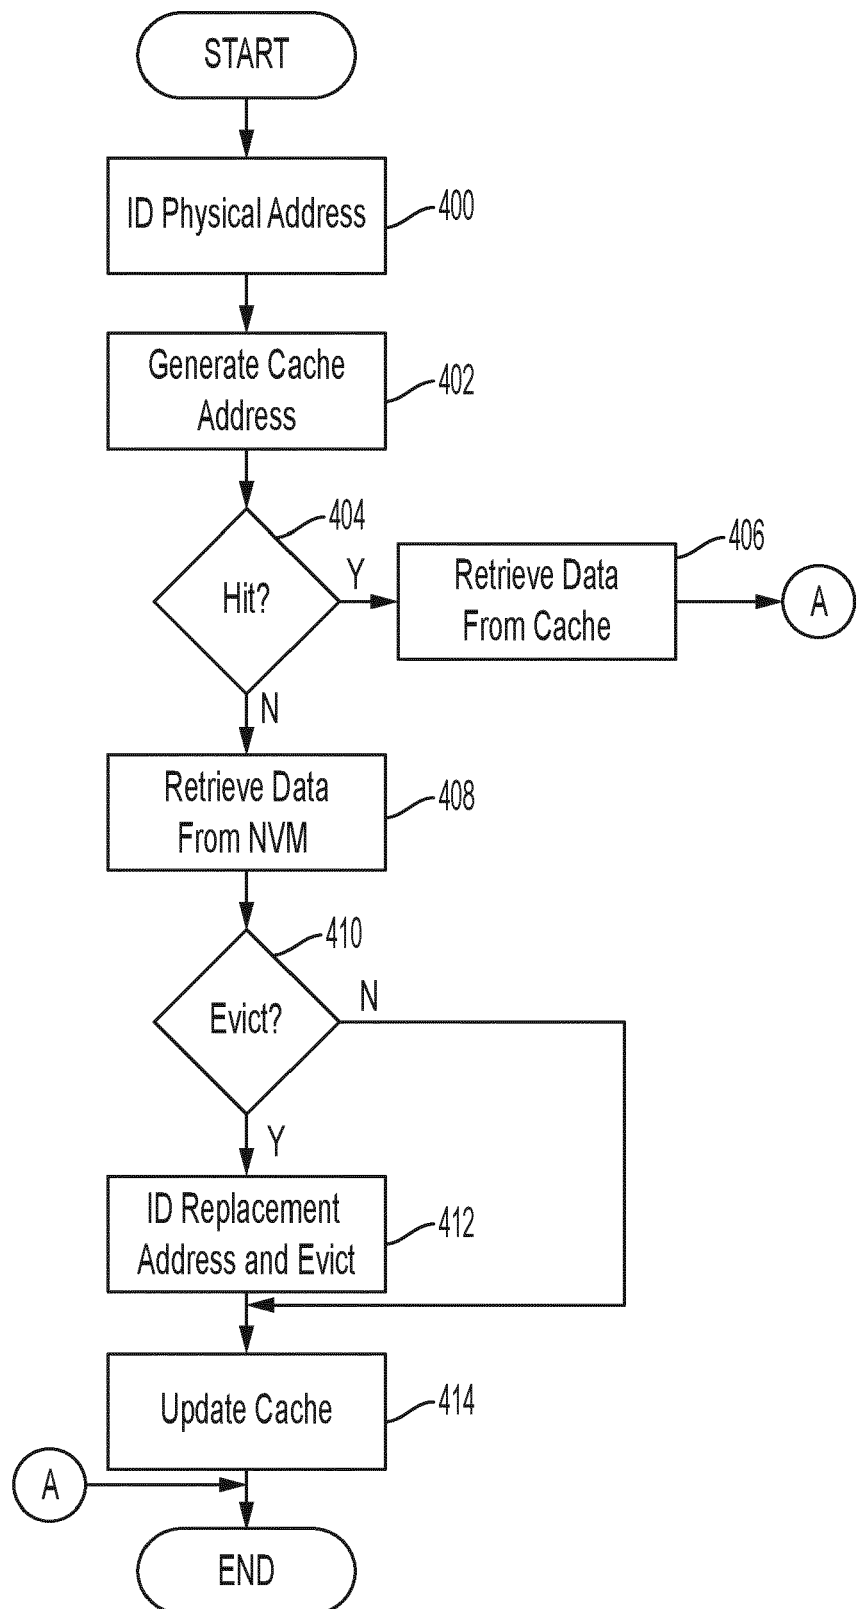 START
ID Physical Address
400
Generate Cache
Address
402
404
Hit?
Y
Retrieve Data
From Cache
406
A
N
Retrieve Data
From NVM
408
410
Evict?
N
Y
ID Replacement
Address and Evict
412
Update Cache
414
A
END